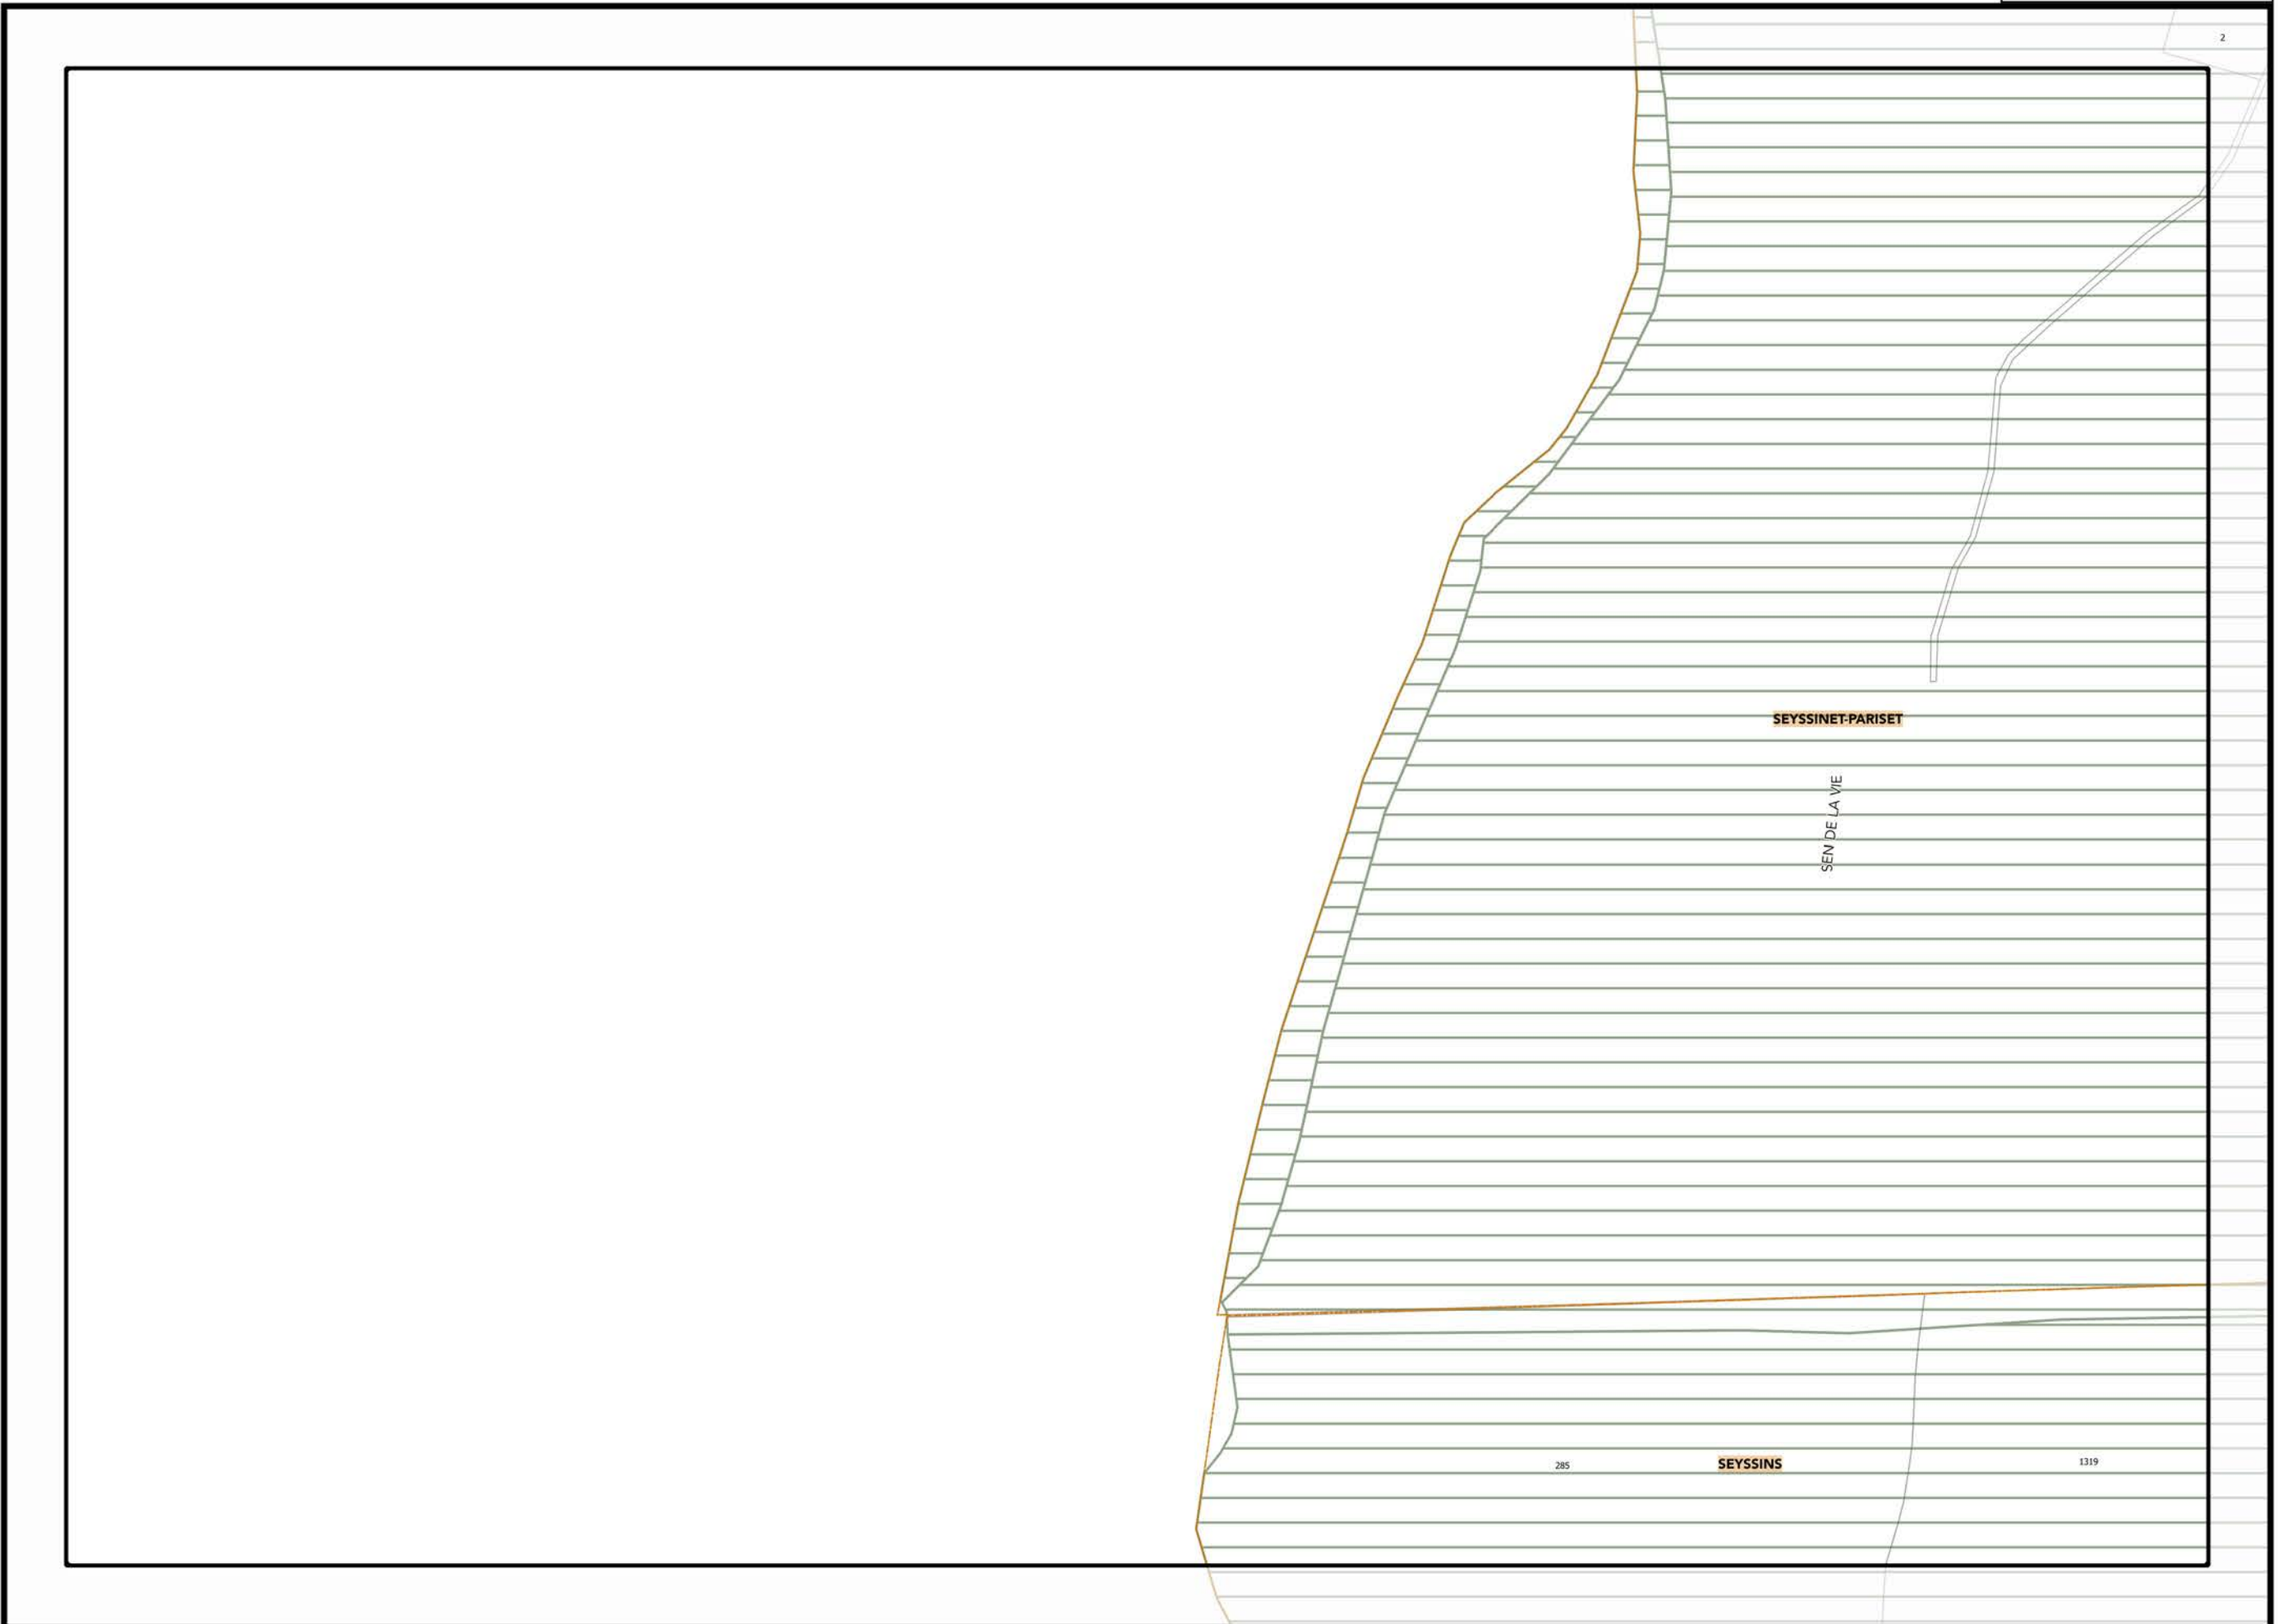 2
SEYSSINET-PARISET
SEN DE LA VIE
285
SEYSSINS
1319